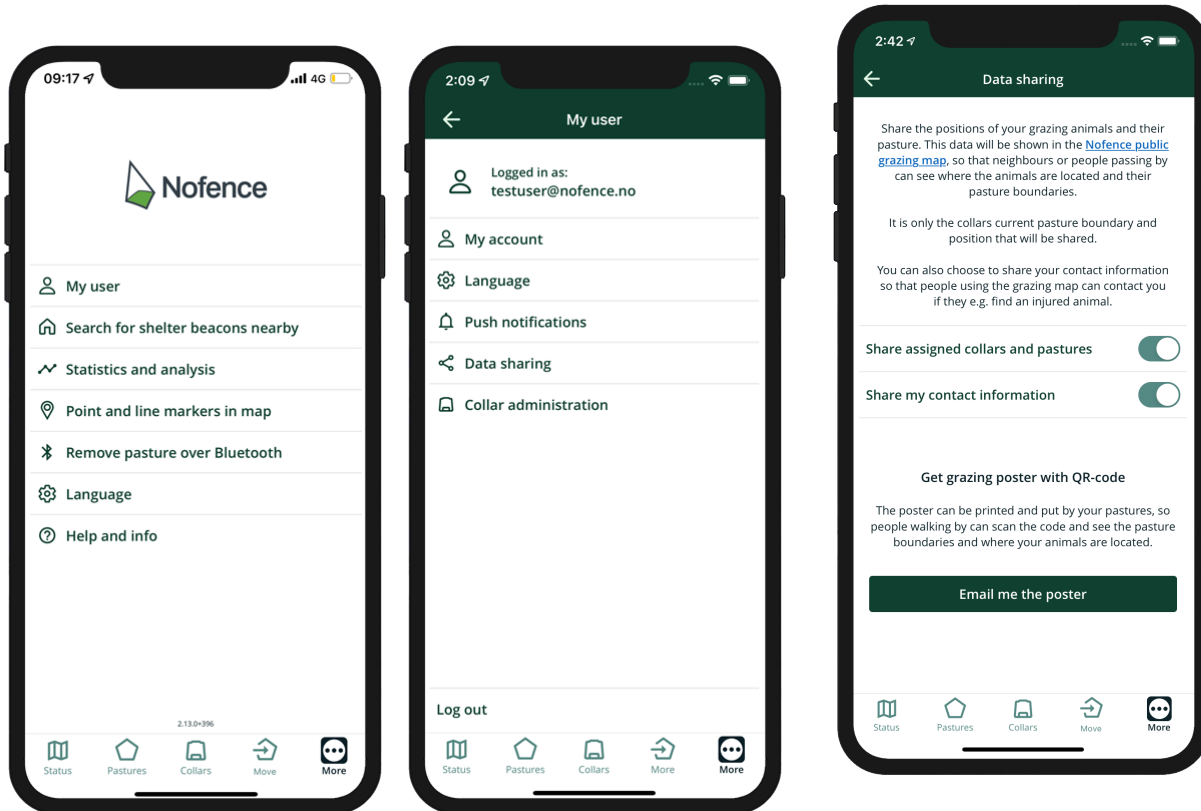 09:17
4G
Nofence
My user
Search for shelter beacons nearby
Statistics and analysis
Point and line markers in map
Remove pasture over Bluetooth
Language
Help and info
2.13.0+396
Status
Pastures
Collars
Move
More
2:09
My user
Logged in as:
testuser@nofence.no
My account
Language
Push notifications
Data sharing
Collar administration
Log out
Status
Pastures
Collars
More
More
2:42
Data sharing
Share the positions of your grazing animals and their
pasture. This data will be shown in the Nofence public
grazing map, so that neighbours or people passing by
can see where the animals are located and their
pasture boundaries.
It is only the collars current pasture boundary and
position that will be shared.
You can also choose to share your contact information
so that people using the grazing map can contact you
if they e.g. find an injured animal.
Share assigned collars and pastures
Share my contact information
Get grazing poster with QR-code
The poster can be printed and put by your pastures, so
people walking by can scan the code and see the pasture
boundaries and where your animals are located.
Email me the poster
Status
Pastures
Collars
Move
More